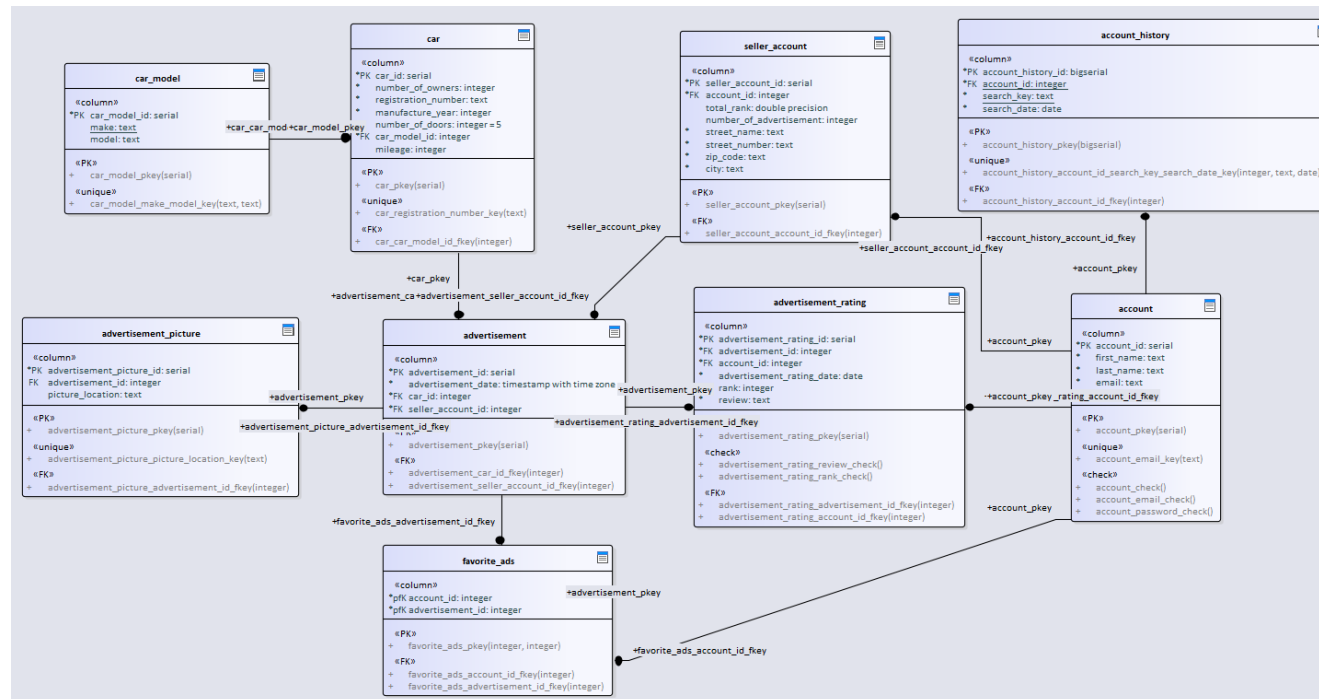 car_model
«column»
*PK car_model_id: serial
make: text
model: text
«PK»
+ car_model_pkey(serial)
«unique»
+ car_model_make_model_key(text, text)
+car_car_mod
+car_model_pkey
car
«column»
*PK car_id: serial
* number_of_owners: integer
* registration_number: text
* manufacture_year: integer
number_of_doors: integer = 5
*FK car_model_id: integer
mileage: integer
«PK»
+ car_pkey(serial)
«unique»
+ car_registration_number_key(text)
«FK»
+ car_car_model_id_fkey(integer)
seller_account
«column»
*PK seller_account_id: serial
*FK account_id: integer
total_rank: double precision
number_of_advertisement: integer
* street_name: text
* street_number: text
* zip_code: text
* city: text
«PK»
+ seller_account_pkey(serial)
«FK»
+ seller_account_account_id_fkey(integer)
account_history
«column»
*PK account_history_id: bigserial
*FK account_id: integer
* search_key: text
* search_date: date
«PK»
+ account_history_pkey(bigserial)
«unique»
+ account_history_account_id_search_key_search_date_key(integer, text, date)
«FK»
+ account_history_account_id_fkey(integer)
+seller_account_pkey
+account_history_account_id_fkey
+seller_account_account_id_fkey
+account_pkey
+car_pkey
+advertisement_ca
+advertisement_seller_account_id_fkey
advertisement_picture
«column»
*PK advertisement_picture_id: serial
FK advertisement_id: integer
picture_location: text
«PK»
+ advertisement_picture_pkey(serial)
«unique»
+ advertisement_picture_picture_location_key(text)
«FK»
+ advertisement_picture_advertisement_id_fkey(integer)
+advertisement_pkey
+advertisement_picture_advertisement_id_fkey
advertisement
«column»
*PK advertisement_id: serial
* advertisement_date: timestamp with time zone
*FK car_id: integer
*FK seller_account_id: integer
+ advertisement_pkey(serial)
«FK»
+ advertisement_car_id_fkey(integer)
+ advertisement_seller_account_id_fkey(integer)
+advertisement_pkey
+advertisement_rating_advertisement_id_fkey
advertisement_rating
«column»
*PK advertisement_rating_id: serial
*FK advertisement_id: integer
*FK account_id: integer
* advertisement_rating_date: date
rank: integer
* review: text
+ advertisement_rating_pkey(serial)
«check»
+ advertisement_rating_review_check()
+ advertisement_rating_rank_check()
«FK»
+ advertisement_rating_advertisement_id_fkey(integer)
+ advertisement_rating_account_id_fkey(integer)
+account_pkey
+account_pkey
_rating_account_id_fkey
account
«column»
*PK account_id: serial
* first_name: text
* last_name: text
* email: text
«PK»
+ account_pkey(serial)
«unique»
+ account_email_key(text)
«check»
+ account_check()
+ account_email_check()
+ account_password_check()
+account_pkey
+favorite_ads_advertisement_id_fkey
favorite_ads
«column»
*pfK account_id: integer
*pfK advertisement_id: integer
«PK»
+ favorite_ads_pkey(integer, integer)
«FK»
+ favorite_ads_account_id_fkey(integer)
+ favorite_ads_advertisement_id_fkey(integer)
+advertisement_pkey
+favorite_ads_account_id_fkey